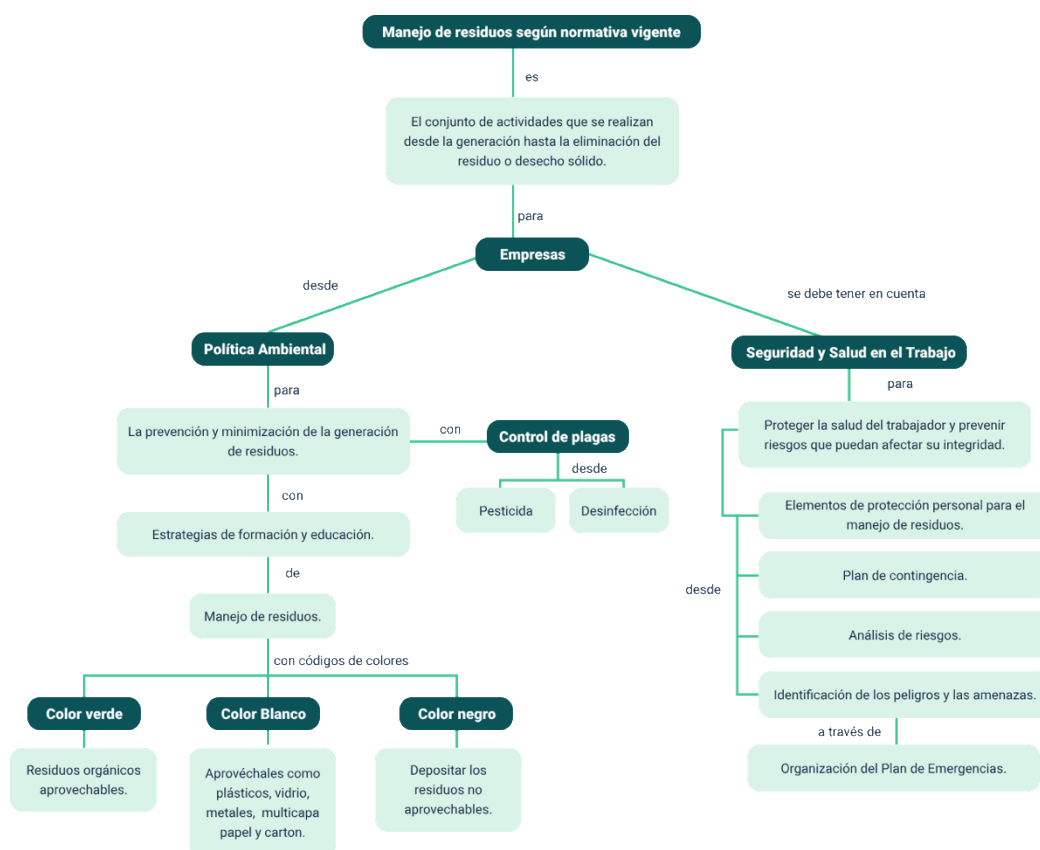 Manejo de residuos según normativa vigente
es
El conjunto de actividades que se realizan
desde la generación hasta la eliminación del
residuo o desecho sólido.
para
Empresas
desde
se debe tener en cuenta
Política Ambiental
Seguridad y Salud en el Trabajo
para
para
La prevención y minimización de la generación
de residuos.
con
Control de plagas
desde
Pesticida
Desinfección
Proteger la salud del trabajador y prevenir
riesgos que puedan afectar su integridad.
con
Estrategias de formación y educación.
de
Manejo de residuos.
con códigos de colores
Color verde
Color Blanco
Color negro
Residuos orgánicos
aprovechables.
Aprovéchales como
plásticos, vidrio,
metales, multicapa
papel y carton.
Depositar los
residuos no
aprovechables.
desde
Elementos de protección personal para el
manejo de residuos.
Plan de contingencia.
Análisis de riesgos.
Identificación de los peligros y las amenazas.
a través de
Organización del Plan de Emergencias.